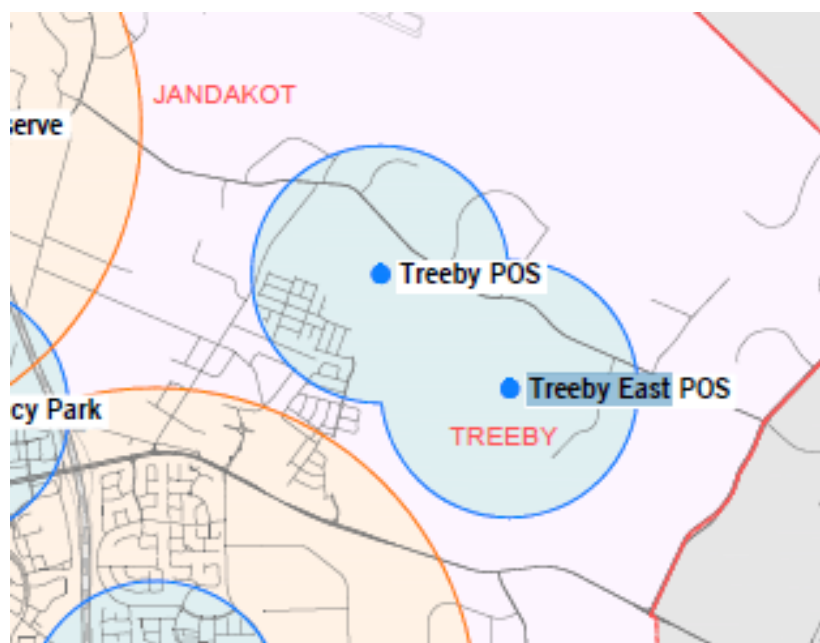 JANDAKOT
serve
Treeby POS
Treeby East POS
cy Park
TREEBY